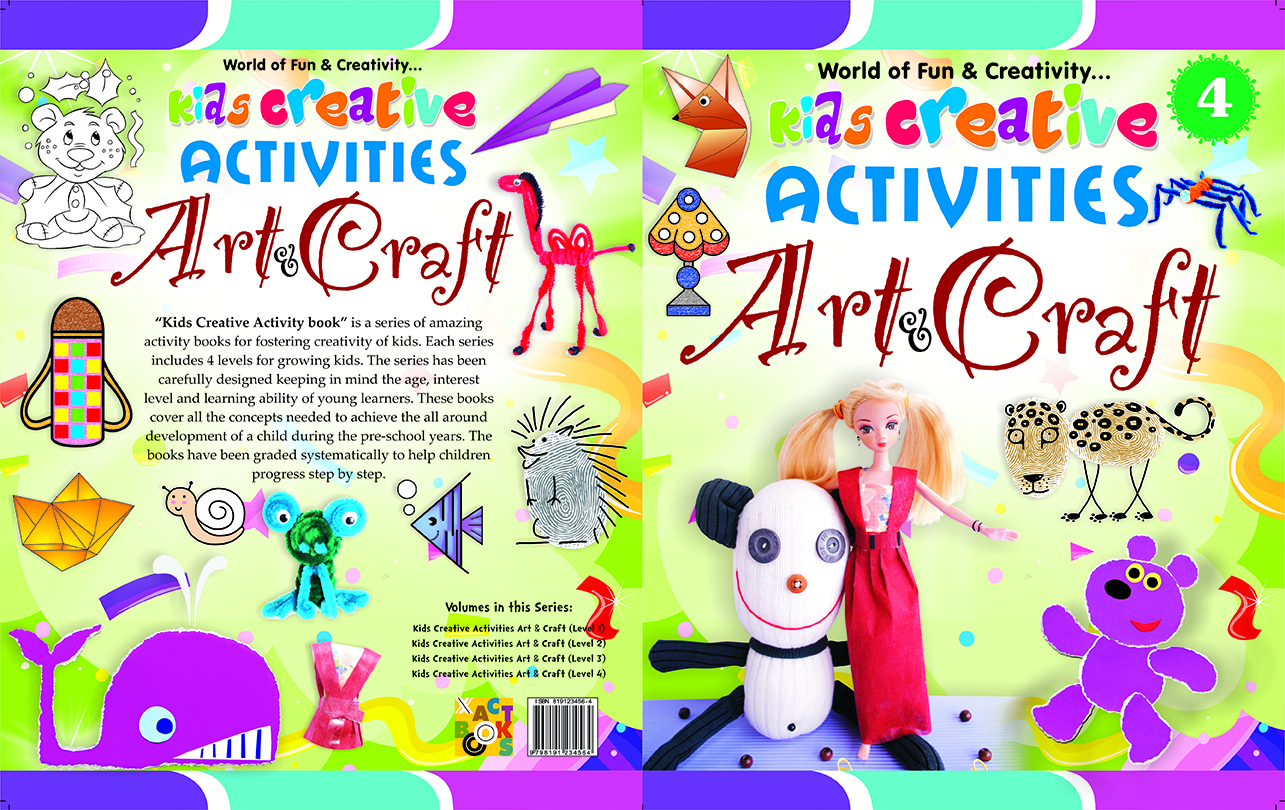 World of Fun & Creativity...
kids creative
ACTIVITIES
Art & Craft
“Kids Creative Activity book” is a series of amazing
activity books for fostering creativity of kids. Each series
includes 4 levels for growing kids. The series has been
carefully designed keeping in mind the age, interest
level and learning ability of young learners. These books
cover all the concepts needed to achieve the all around
development of a child during the pre-school years. The
books have been graded systematically to help children
progress step by step.
Volumes in this Series:
Kids Creative Activities Art & Craft (Level 1)
Kids Creative Activities Art & Craft (Level 2)
Kids Creative Activities Art & Craft (Level 3)
Kids Creative Activities Art & Craft (Level 4)
XACT
BOOKS
ISBN 819123456-4
9798191 234564
World of Fun & Creativity...
4
kids creative
ACTIVITIES
Art & Craft